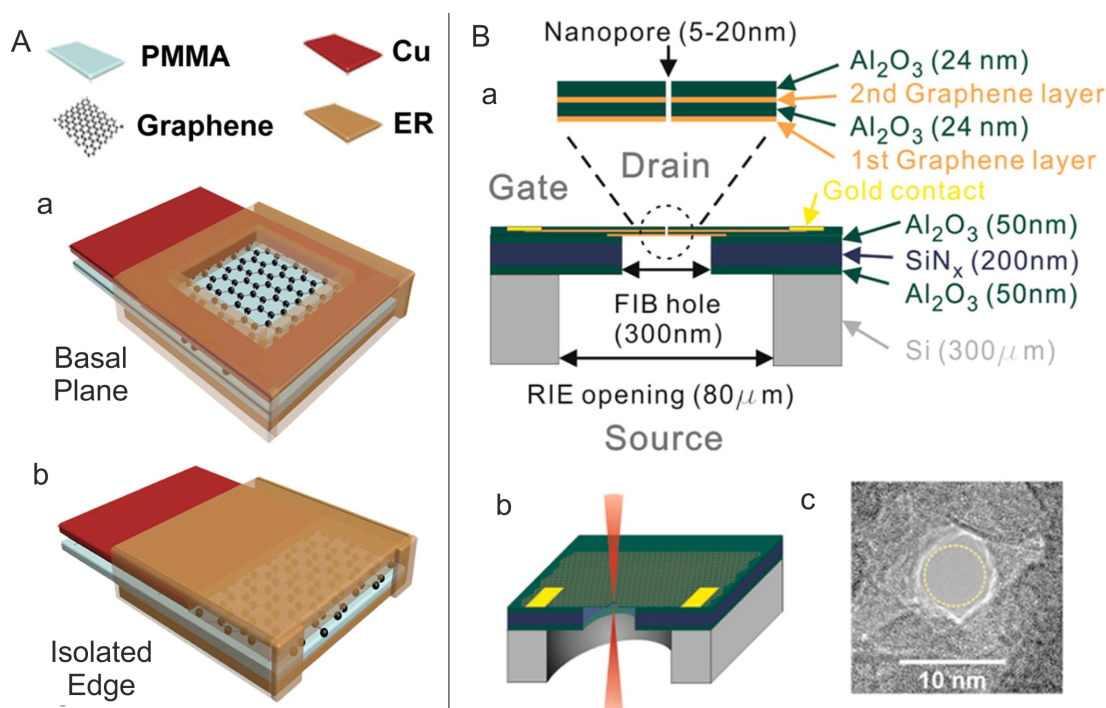 A
PMMA
Cu
Graphene
ER
a
Basal
Plane
b
Isolated
Edge
B
Nanopore (5-20nm)
a
Al₂O₃ (24 nm)
2nd Graphene layer
Al₂O₃ (24 nm)
1st Graphene layer
Drain
Gate
Gold contact
Al₂O₃ (50nm)
SiNₓ (200nm)
Al₂O₃ (50nm)
FIB hole
(300nm)
Si (300μm)
RIE opening (80μm)
Source
b
c
10 nm